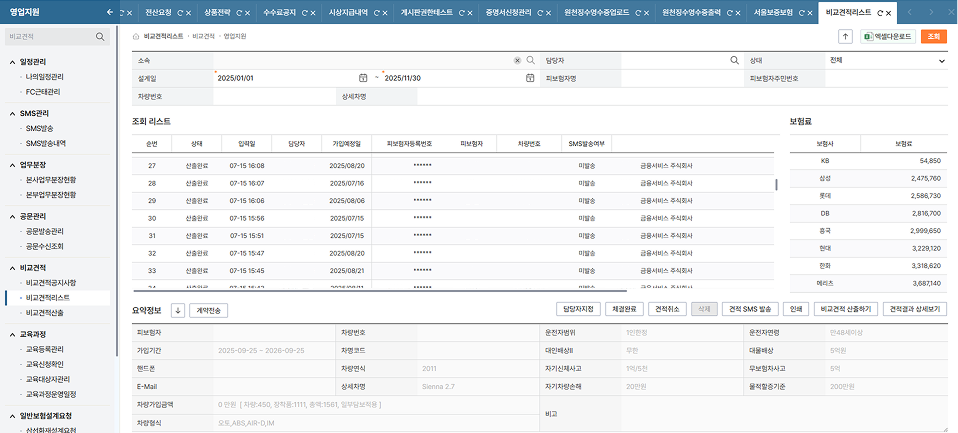 영업지원
전산요청 상품전략 수수료공지 시상지급내역 게시판권한테스트 증명서신청관리 원천징수영수증업로드 원천징수영수증출력 서울보증보험 비교견적리스트
비교견적
일정관리
나의일정관리
FC근태관리
SMS관리
SMS발송
SMS발송내역
업무분장
본사업무분장현황
본부업무분장현황
공문관리
공문발송관리
공문수신조회
비교견적
비교견적공지사항
비교견적리스트
비교견적산출
교육과정
교육등록관리
교육신청확인
교육대상자관리
교육과정운영일정
일반보험설계요청
삼성화재설계요청
비교견적리스트 · 비교견적 · 영업지원
엑셀다운로드 조회
소속 담당자 상태 전체
설계일 2025/01/01 ~ 2025/11/30 피보험자명 피보험자주민번호
차량번호 상세차명
조회 리스트
순번 상태 입력일 담당자 가입예정일 피보험자등록번호 피보험자 차량번호 SMS발송여부
27 산출완료 07-15 16:08 2025/08/20 ****** 미발송 금융서비스 주식회사
28 산출완료 07-15 16:07 2025/07/16 ****** 미발송 금융서비스 주식회사
29 산출완료 07-15 16:06 2025/08/06 ****** 미발송 금융서비스 주식회사
30 산출완료 07-15 15:56 2025/07/15 ****** 미발송 금융서비스 주식회사
31 산출완료 07-15 15:51 2025/07/15 ****** 미발송 금융서비스 주식회사
32 산출완료 07-15 15:47 2025/08/20 ****** 미발송 금융서비스 주식회사
33 산출완료 07-15 15:45 2025/08/21 ****** 미발송 금융서비스 주식회사
보험료
보험사 보험료
KB 54,850
삼성 2,475,760
롯데 2,586,730
DB 2,816,700
흥국 2,999,650
현대 3,229,120
한화 3,318,620
메리츠 3,687,140
요약정보 계약전송
담당자지정 체결완료 견적취소 삭제 견적 SMS 발송 인쇄 비교견적 산출하기 견적결과 상세보기
피보험자 차량번호 운전자범위 1인한정 운전자연령 만48세이상
가입기간 2025-09-25 ~ 2026-09-25 차명코드 대인배상II 무한 대물배상 5억원
핸드폰 차량연식 2011 자기신체사고 1억/5천 무보험차사고 5억
E-Mail 상세차명 Sienna 2.7 자기차량손해 20만원 물적할증기준 200만원
차량가입금액 0 만원 [ 차량:450, 장착품:1111, 총액:1561, 일부담보적용 ] 비고
차량형식 오토,ABS,AIR-D,IM